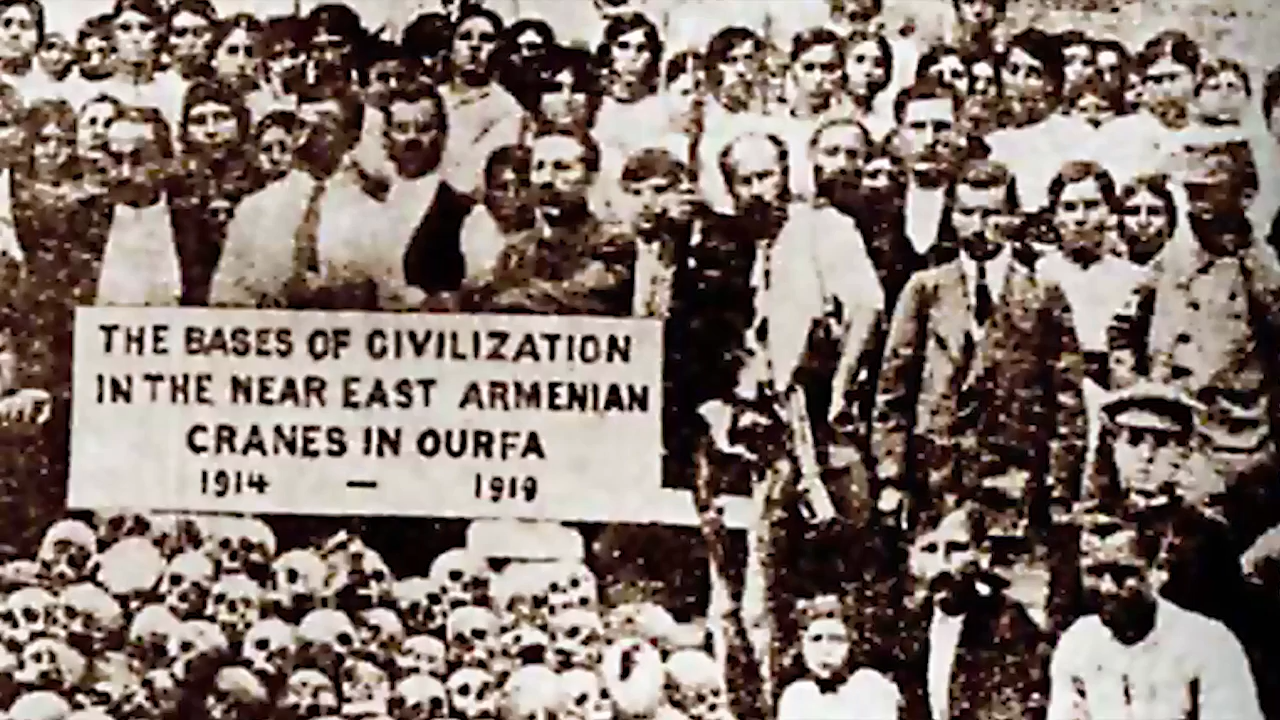 THE BASES OF CIVILIZATION
IN THE NEAR EAST ARMENIAN
CRANES IN OURFA
1914 — 1919